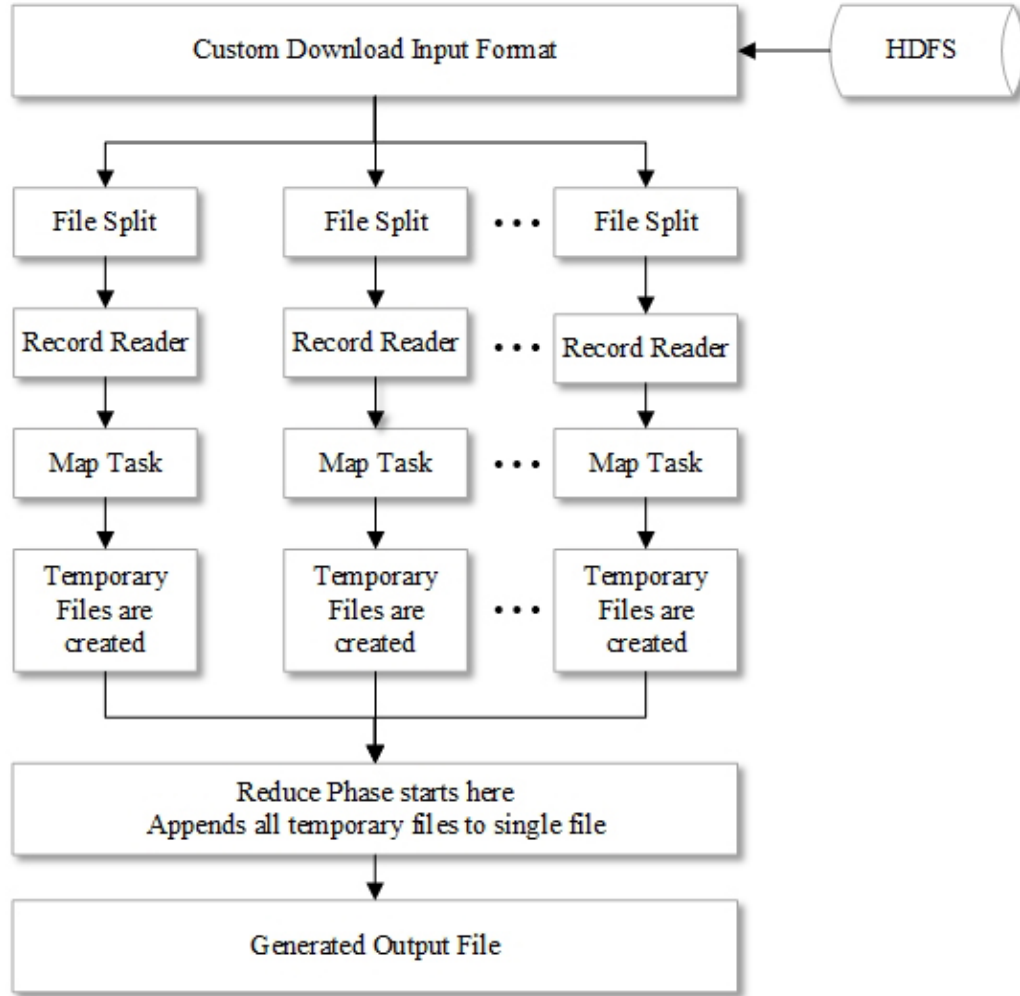 Custom Download Input Format
HDFS
File Split
File Split
• • •
File Split
Record Reader
Record Reader
• • •
Record Reader
Map Task
Map Task
• • •
Map Task
Temporary
Files are
created
Temporary
Files are
created
• • •
Temporary
Files are
created
Reduce Phase starts here
Appends all temporary files to single file
Generated Output File